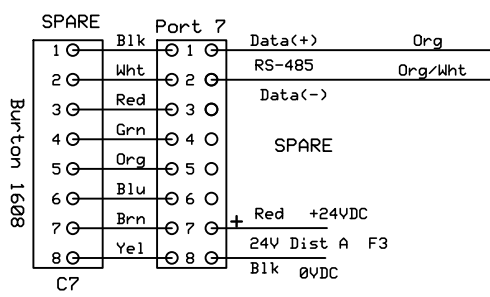 SPARE
Port 7
1 Blk 1 Data(+) Org
2 Wht 2 RS-485 Org/Wht
3 Red 3 Data(-)
4 Grn 4 SPARE
5 Org 5
6 Blu 6
7 Brn 7 + Red +24VDC
24V Dist A F3
8 Yel 8 Blk 0VDC
Burton 1608
C7